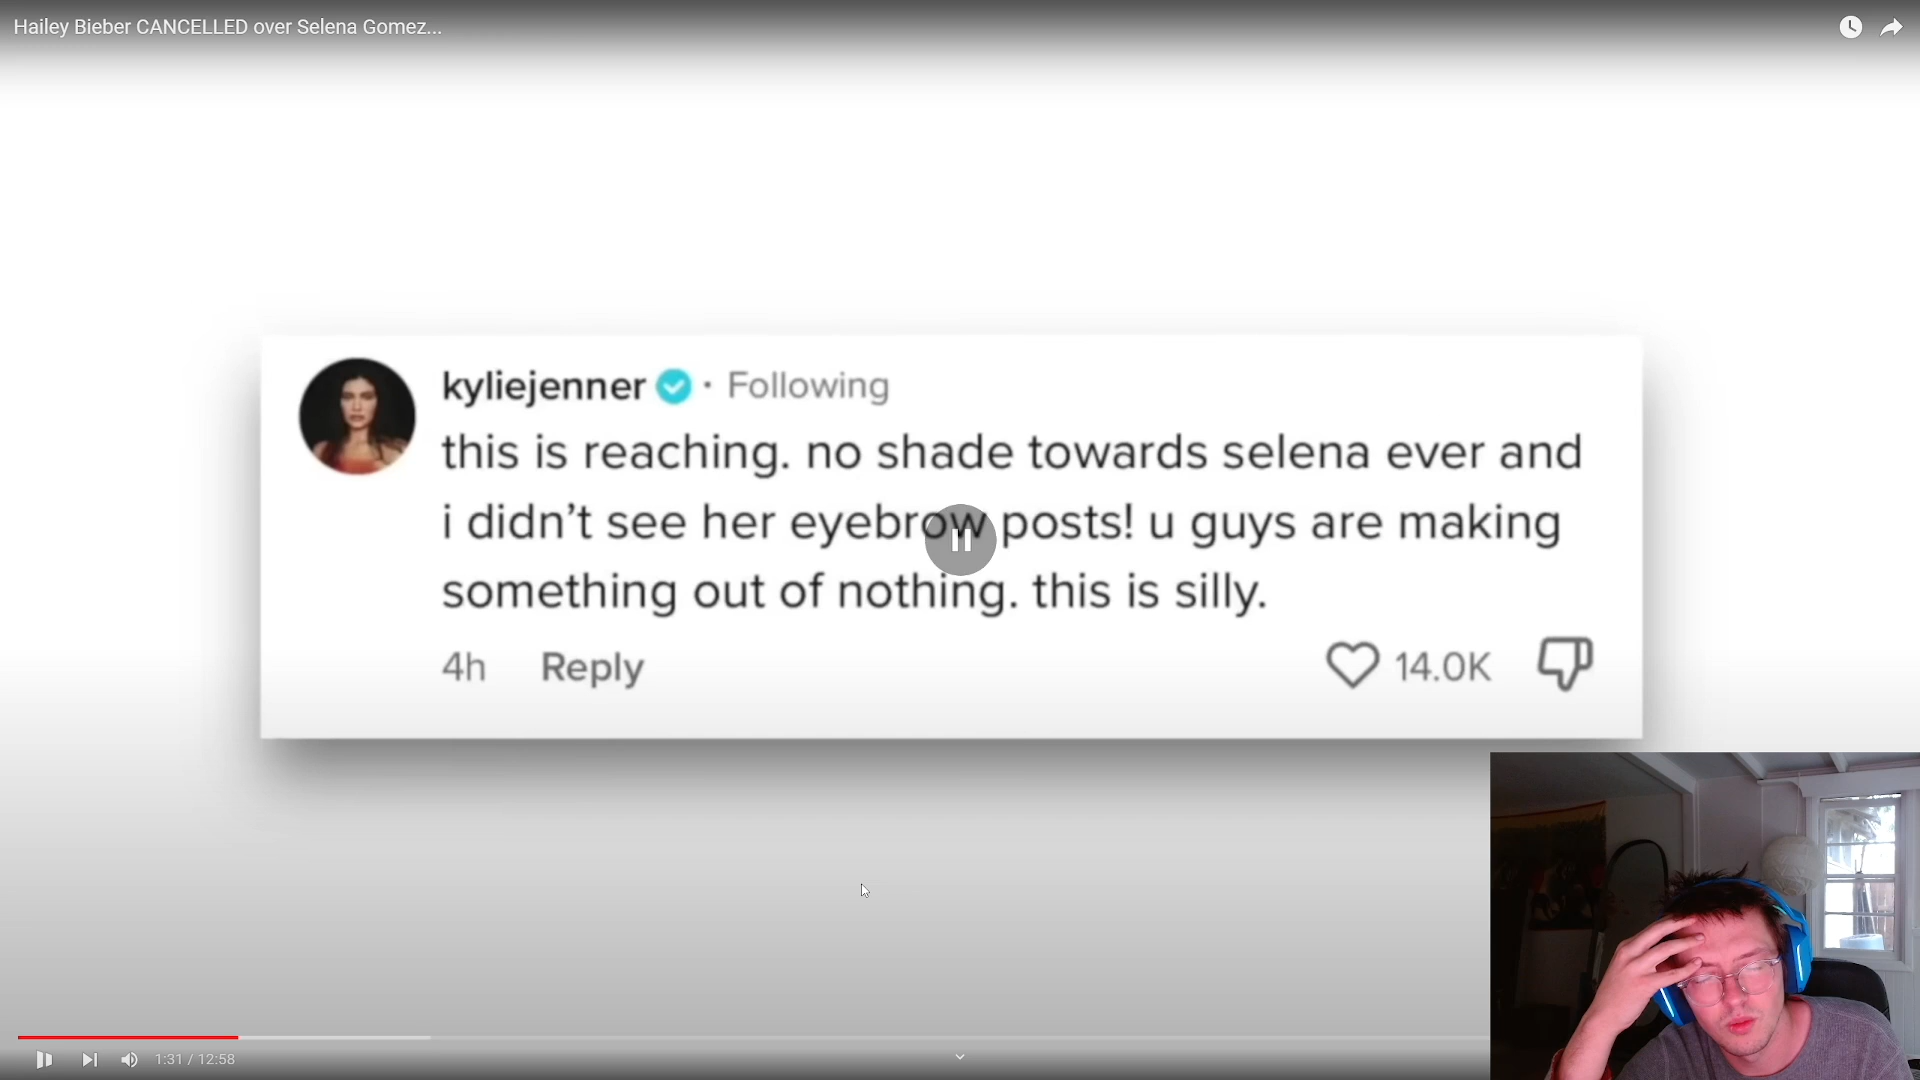 Hailey Bieber CANCELLED over Selena Gomez...
kyliejenner · Following
this is reaching. no shade towards selena ever and
i didn't see her eyebrow posts! u guys are making
something out of nothing. this is silly.
4h Reply 14.0K
1:31 / 12:58